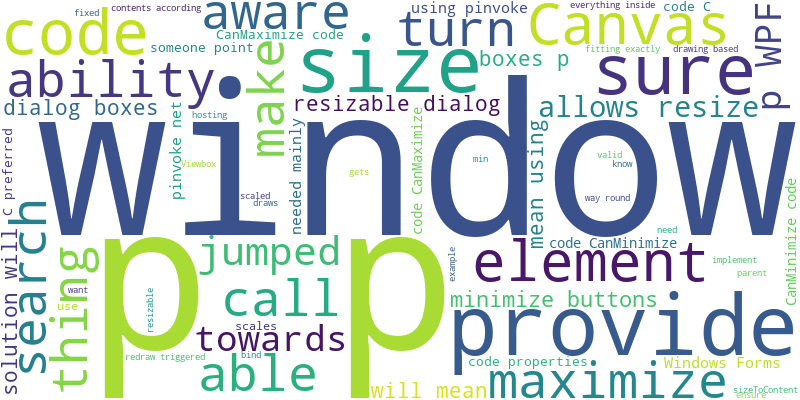 fixed
contents according
code
aware
CanMaximize code
someone point
using pinvoke
turn
Canvas
everything inside
code C
fitting exactly
drawing based
p WPF
ability
size
boxes p
sure
make
dialog boxes
pinvoke net
hosting
resizable dialog
allows resize
window
needed mainly
Viewbox
scaled
draws
code CanMaximize
min
gets
mean using
valid
know
way round
solution will
C preferred
search
thing
want
use
resizable
p p
jumped
call
towards
scales
redraw triggered
bind
able
example
element
code CanMinimize
need
implement
parent
CanMinimize code
minimize buttons
provide
code properties
Windows Forms
will mean
maximize
sizeToContent
ensure